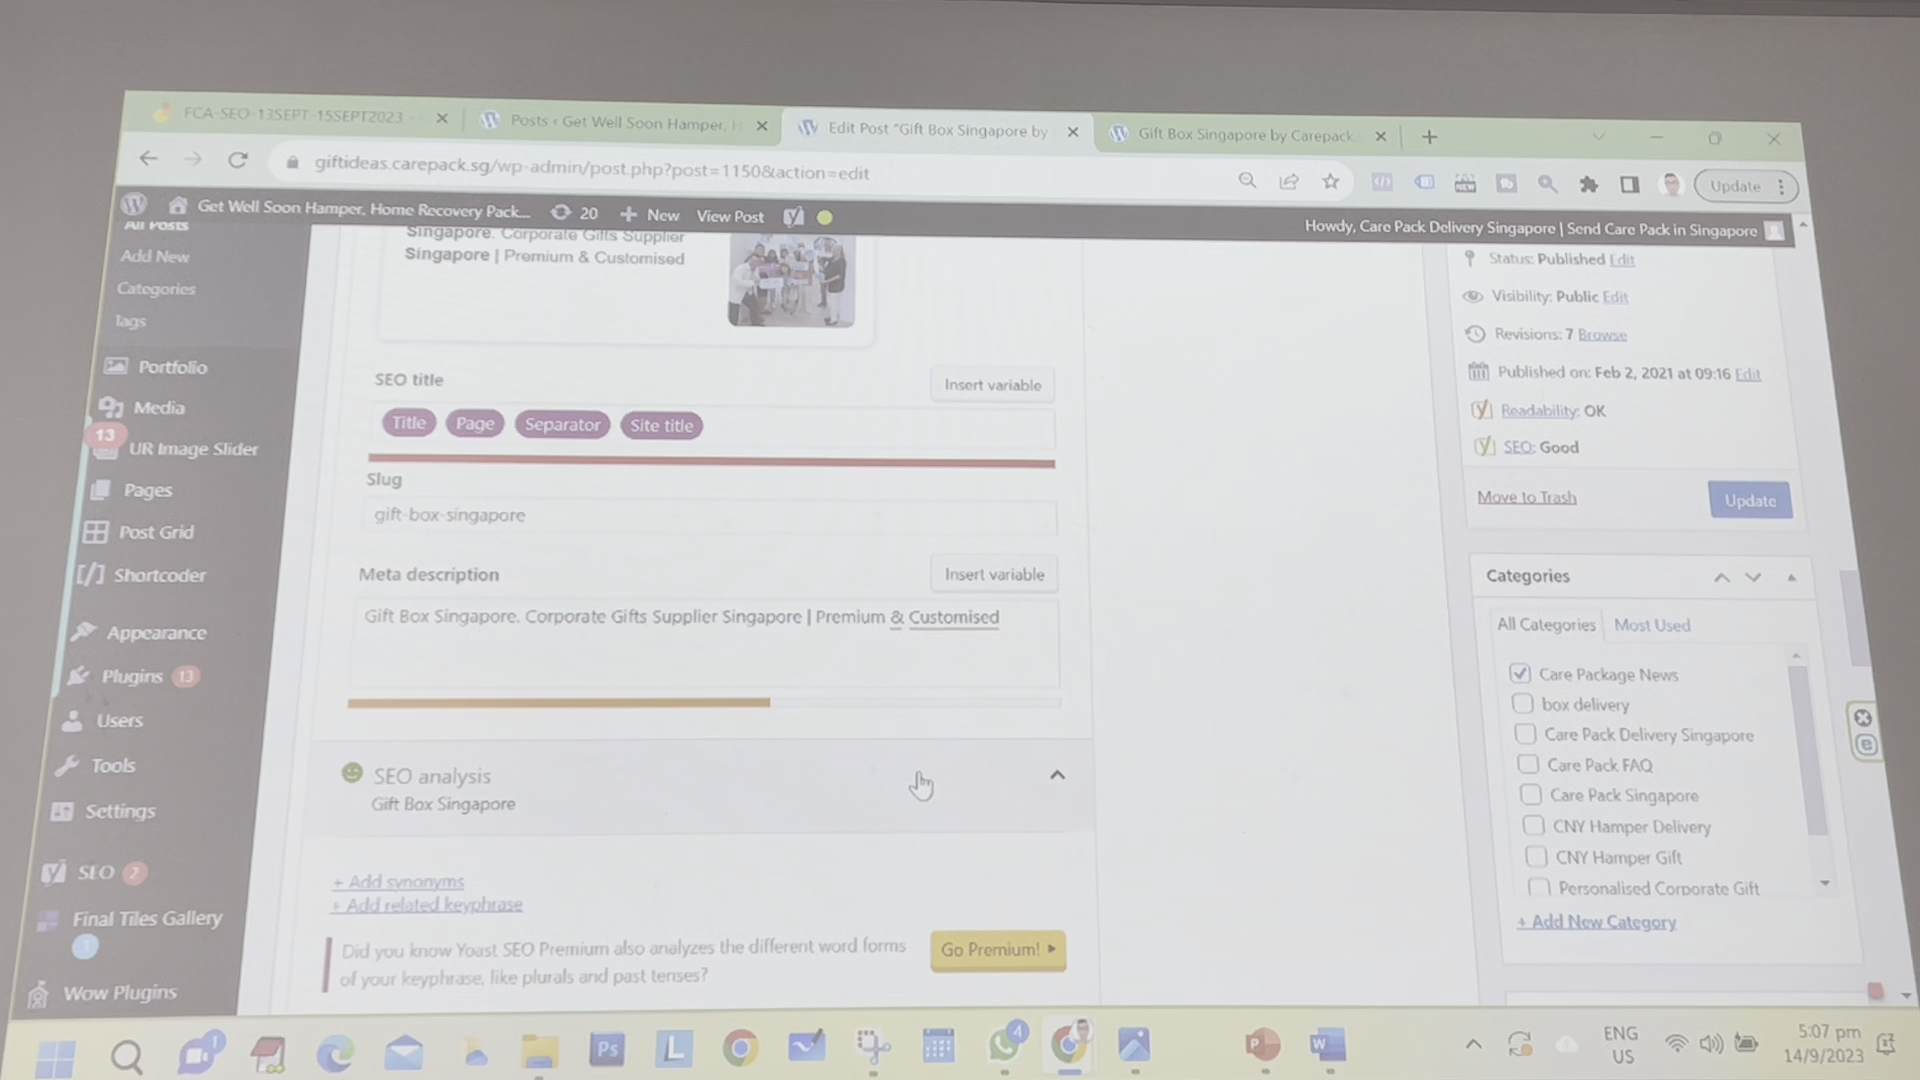 FCA-SEO-13SEPT-15SEPT2023
Posts ‹ Get Well Soon Hamper, H
Edit Post "Gift Box Singapore by
Gift Box Singapore by Carepack
giftideas.carepack.sg/wp-admin/post.php?post=1150&action=edit
Update
Get Well Soon Hamper, Home Recovery Pack...
20
New
View Post
Howdy, Care Pack Delivery Singapore | Send Care Pack in Singapore
All Posts
Add New
Categories
Tags
Portfolio
Media
13
UR Image Slider
Pages
Post Grid
[/] Shortcoder
Appearance
Plugins 13
Users
Tools
Settings
SEO 2
Final Tiles Gallery
1
Wow Plugins
Singapore. Corporate Gifts Supplier
Singapore | Premium & Customised
SEO title
Insert variable
Title Page Separator Site title
Slug
gift-box-singapore
Meta description
Insert variable
Gift Box Singapore. Corporate Gifts Supplier Singapore | Premium & Customised
SEO analysis
Gift Box Singapore
+ Add synonyms
+ Add related keyphrase
Did you know Yoast SEO Premium also analyzes the different word forms
of your keyphrase, like plurals and past tenses?
Go Premium!
Status: Published Edit
Visibility: Public Edit
Revisions: 7 Browse
Published on: Feb 2, 2021 at 09:16 Edit
Readability: OK
SEO: Good
Move to Trash
Update
Categories
All Categories
Most Used
Care Package News
box delivery
Care Pack Delivery Singapore
Care Pack FAQ
Care Pack Singapore
CNY Hamper Delivery
CNY Hamper Gift
Personalised Corporate Gift
+ Add New Category
1
Ps
L
4
P
W
ENG
US
5:07 pm
14/9/2023